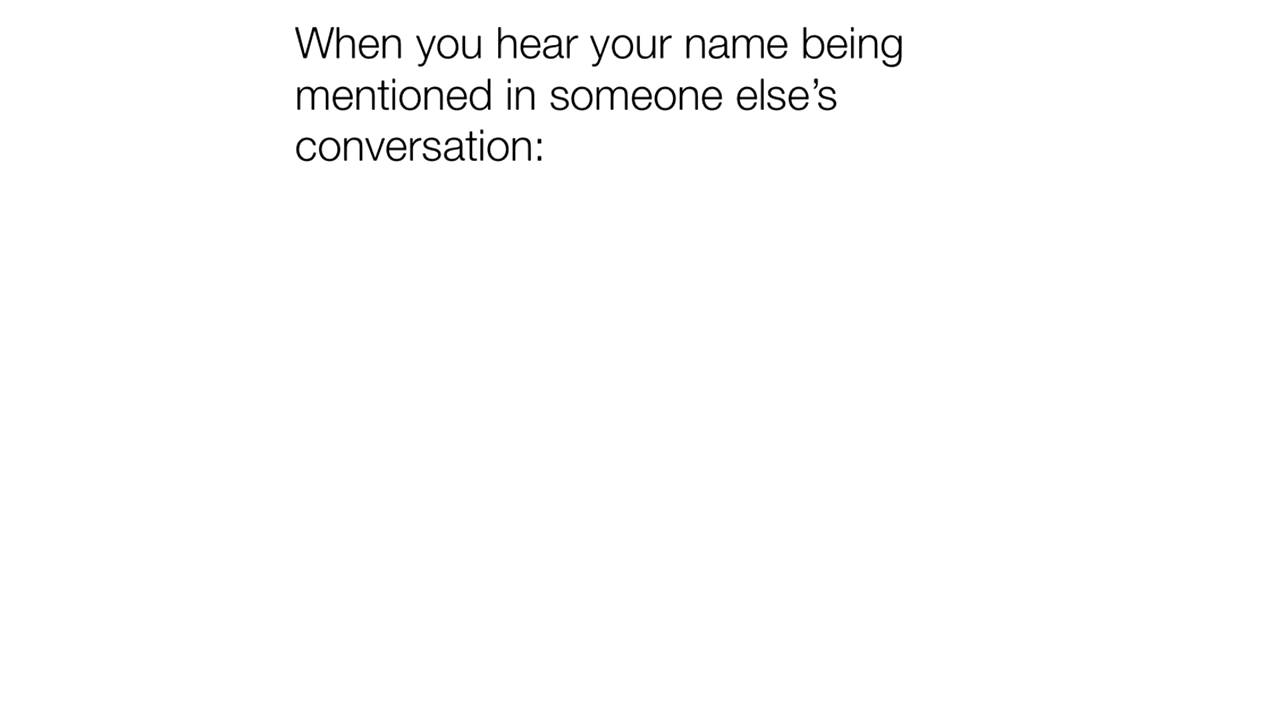 When you hear your name being
mentioned in someone else’s
conversation: